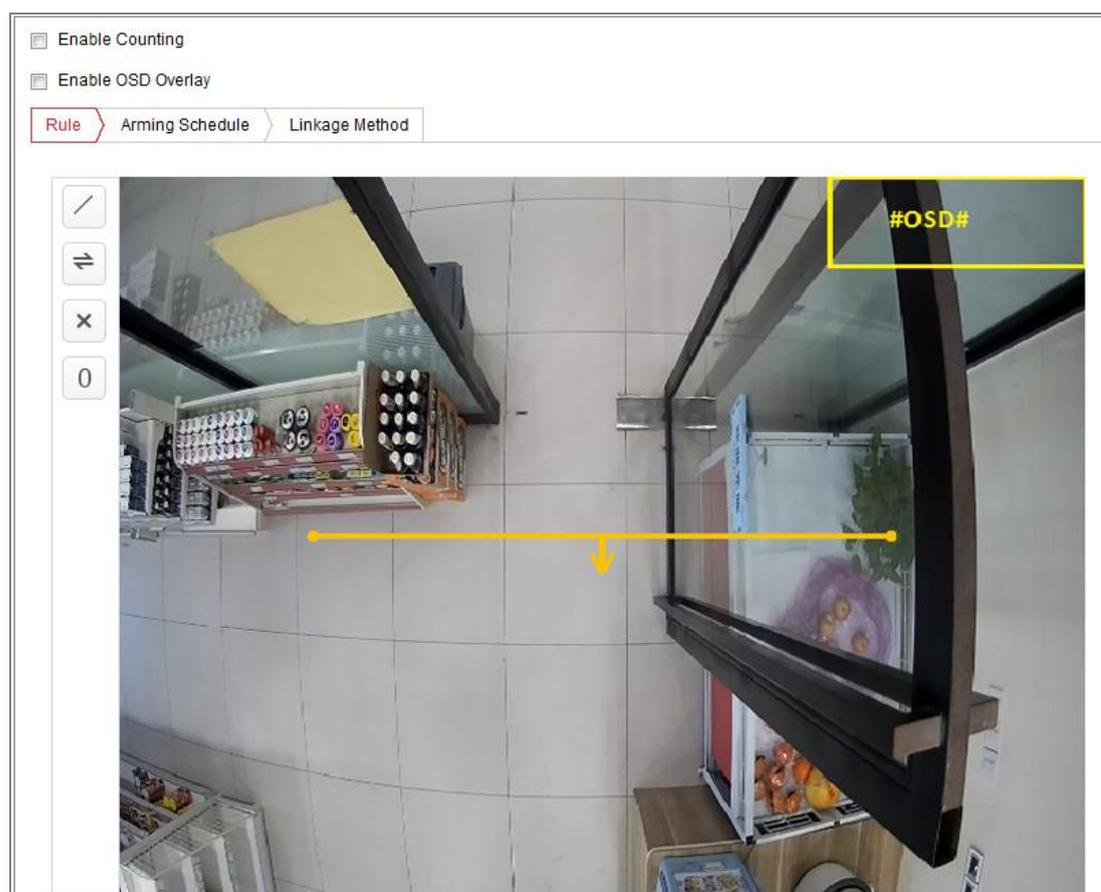 Enable Counting
Enable OSD Overlay
Rule Arming Schedule Linkage Method
#OSD#
0